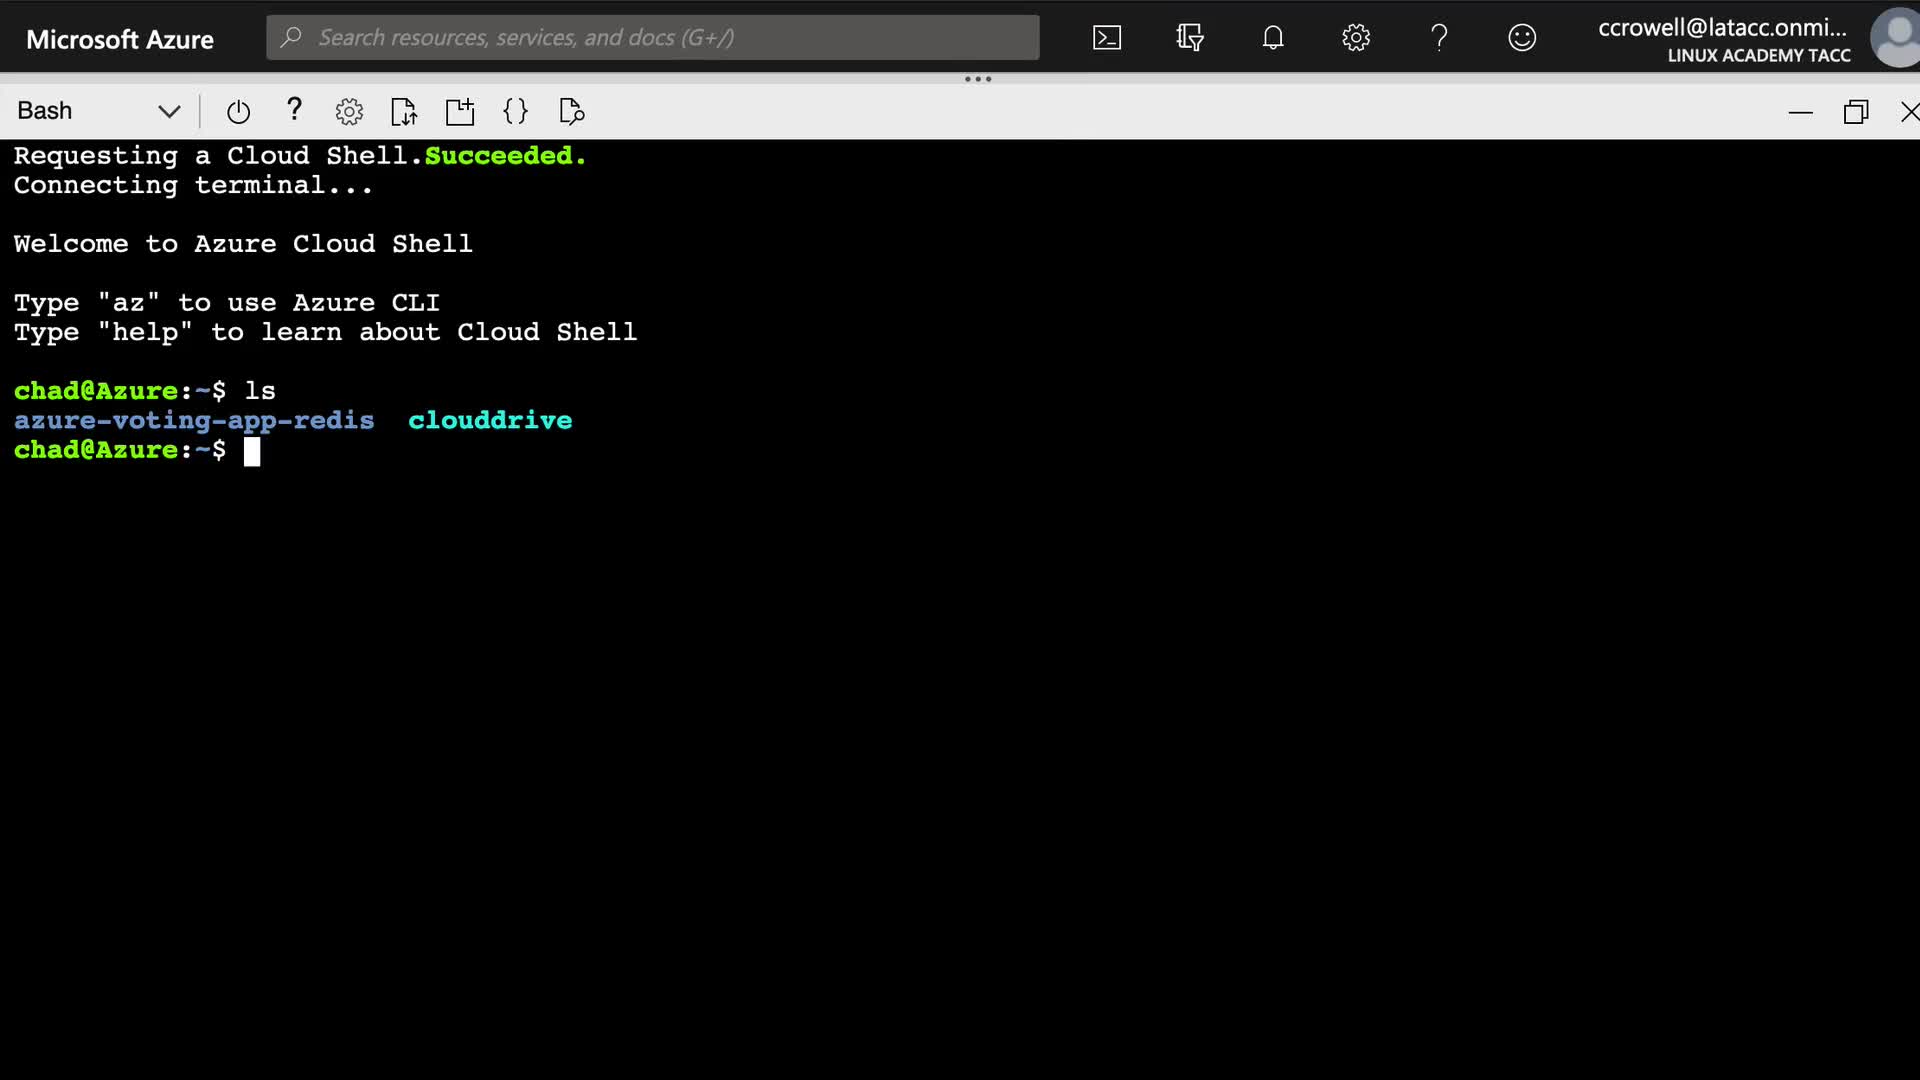 Microsoft Azure
Search resources, services, and docs (G+/)
ccrowell@latacc.onmi...
LINUX ACADEMY TACC
Bash
Requesting a Cloud Shell.Succeeded.
Connecting terminal...
Welcome to Azure Cloud Shell
Type "az" to use Azure CLI
Type "help" to learn about Cloud Shell
chad@Azure:~$ ls
azure-voting-app-redis  clouddrive
chad@Azure:~$